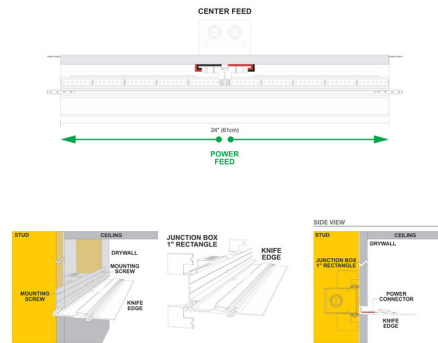 CENTER FEED
24" (61cm)
POWER
FEED
STUD
CEILING
DRYWALL
MOUNTING
SCREW
MOUNTING
SCREW
KNIFE
EDGE
JUNCTION BOX
1" RECTANGLE
KNIFE
EDGE
SIDE VIEW
STUD
CEILING
DRYWALL
JUNCTION BOX
1" RECTANGLE
POWER
CONNECTOR
KNIFE
EDGE